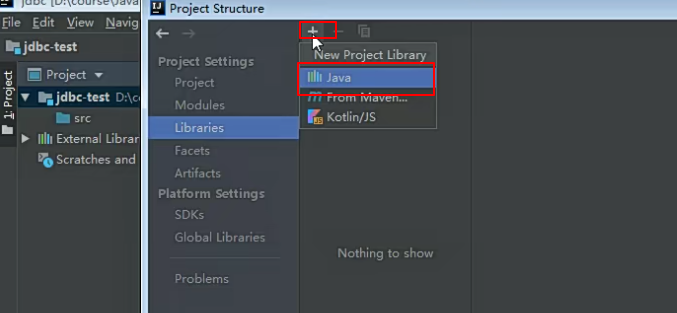 jdbc [D:\course\Java
File Edit View Navig
jdbc-test
1: Project
Project
jdbc-test D:\c
src
External Librar
Scratches and
Project Structure
Project Settings
Project
Modules
Libraries
Facets
Artifacts
Platform Settings
SDKs
Global Libraries
Problems
New Project Library
Java
From Maven...
Kotlin/JS
Nothing to show